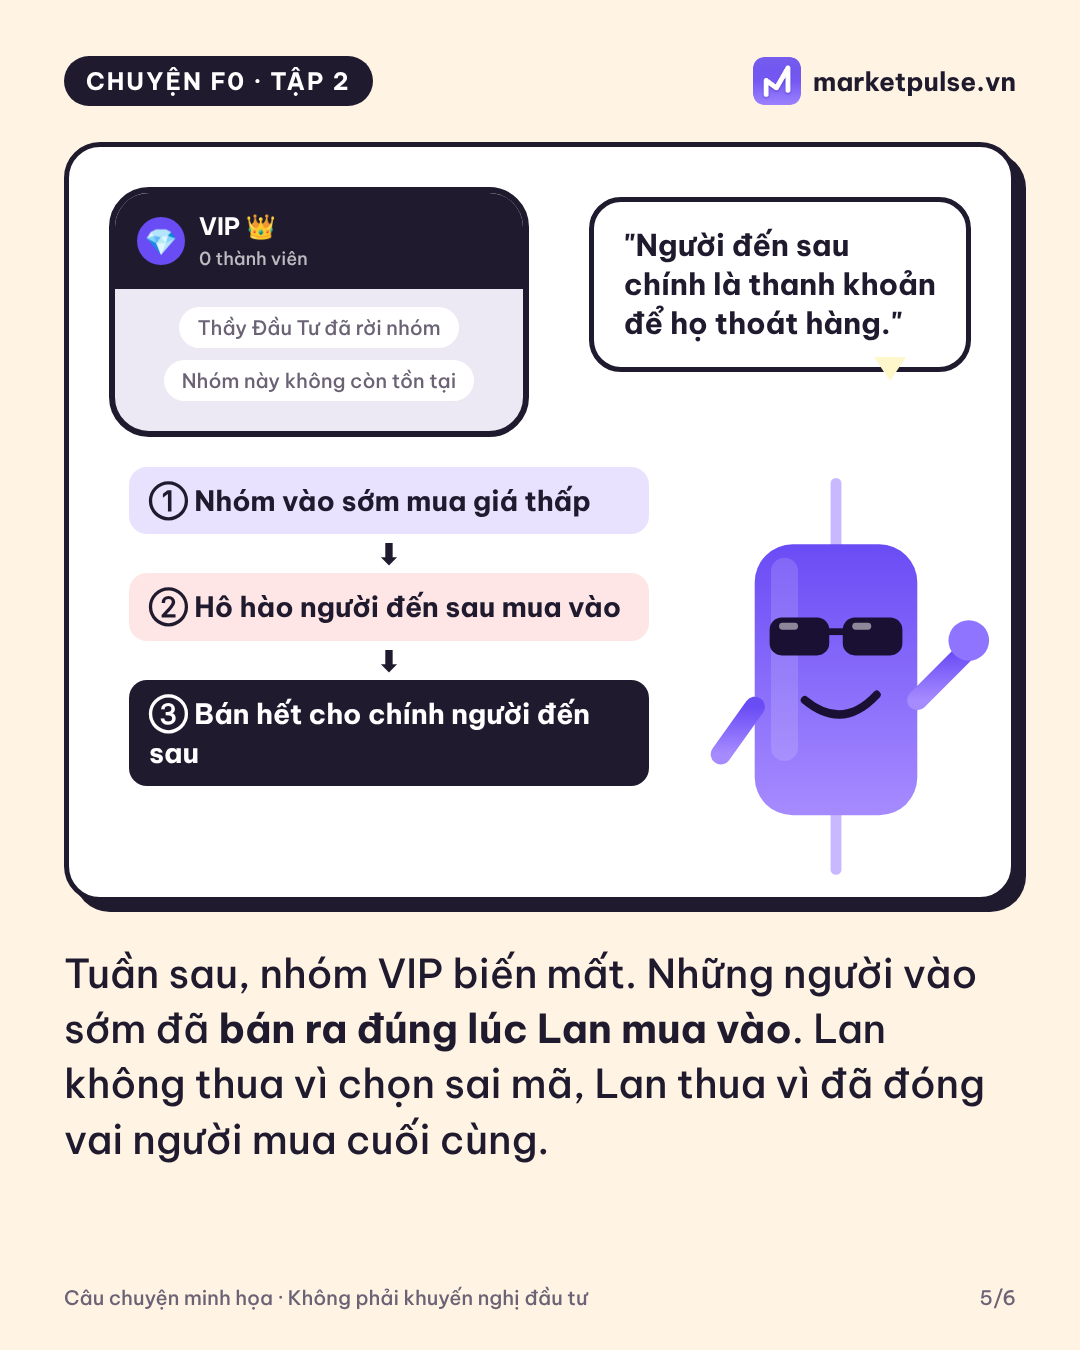 CHUYỆN F0 · TẬP 2
marketpulse.vn
VIP 👑
0 thành viên
Thầy Đầu Tư đã rời nhóm
Nhóm này không còn tồn tại
"Người đến sau
chính là thanh khoản
để họ thoát hàng."
① Nhóm vào sớm mua giá thấp
⬇
② Hô hào người đến sau mua vào
⬇
③ Bán hết cho chính người đến
sau
Tuần sau, nhóm VIP biến mất. Những người vào
sớm đã bán ra đúng lúc Lan mua vào. Lan
không thua vì chọn sai mã, Lan thua vì đã đóng
vai người mua cuối cùng.
Câu chuyện minh họa · Không phải khuyến nghị đầu tư
5/6